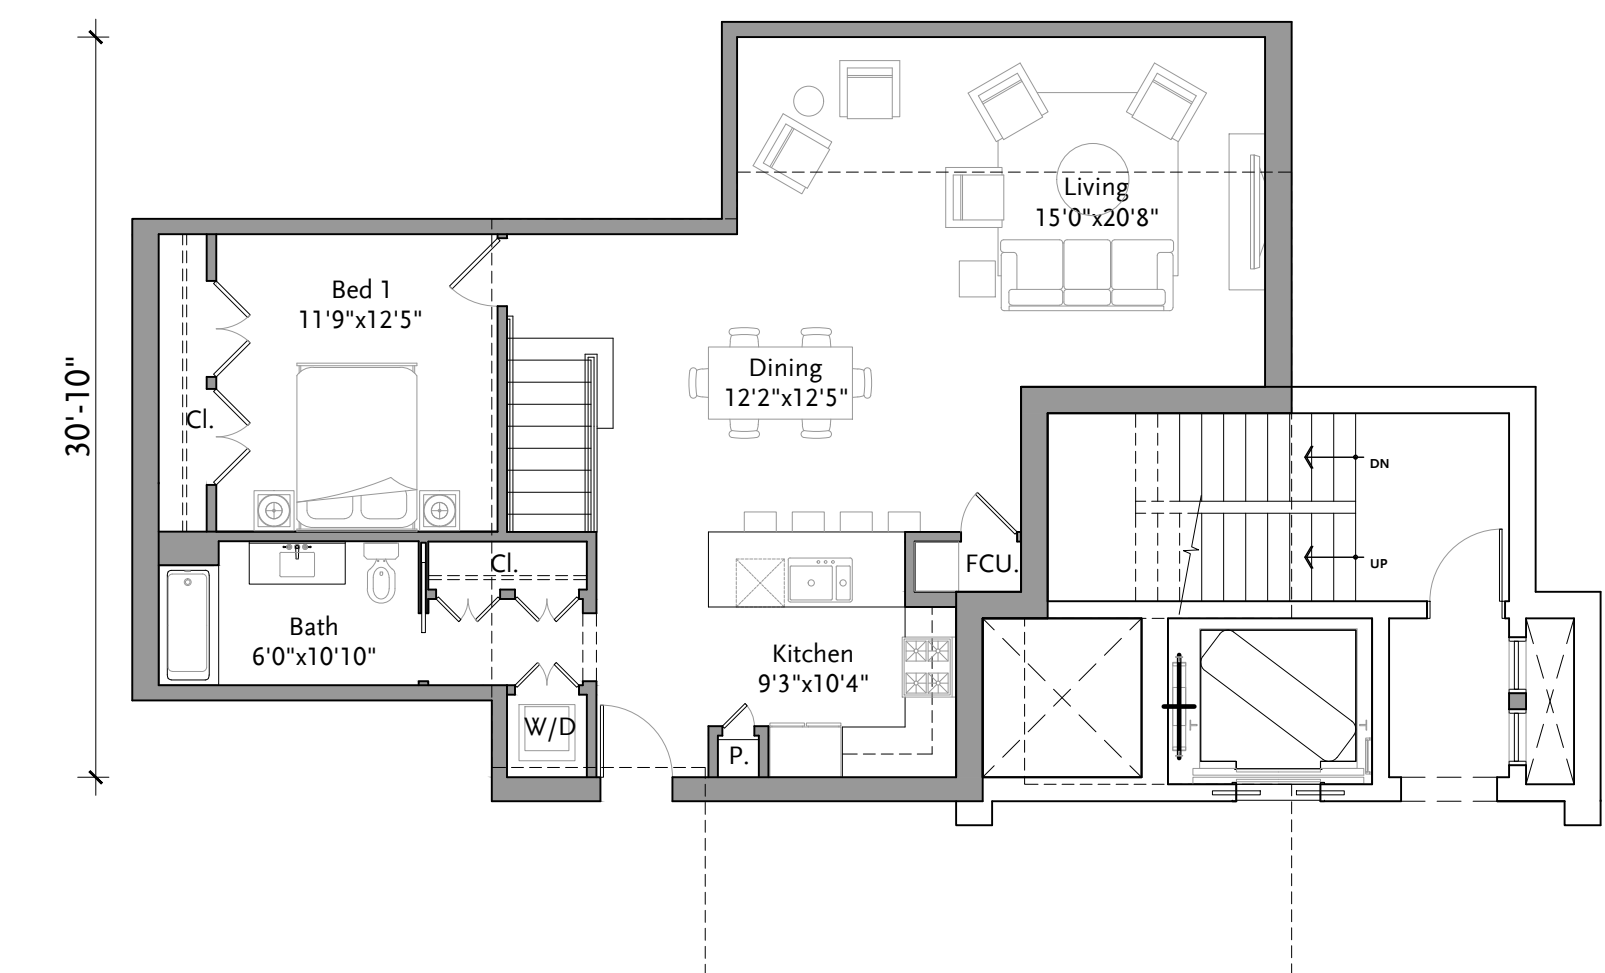 30'-10"
Living
15'0"x20'8"
Bed 1
11'9"x12'5"
Dining
12'2"x12'5"
Cl.
DN
UP
Cl.
FCU.
Bath
6'0"x10'10"
Kitchen
9'3"x10'4"
W/D
P.